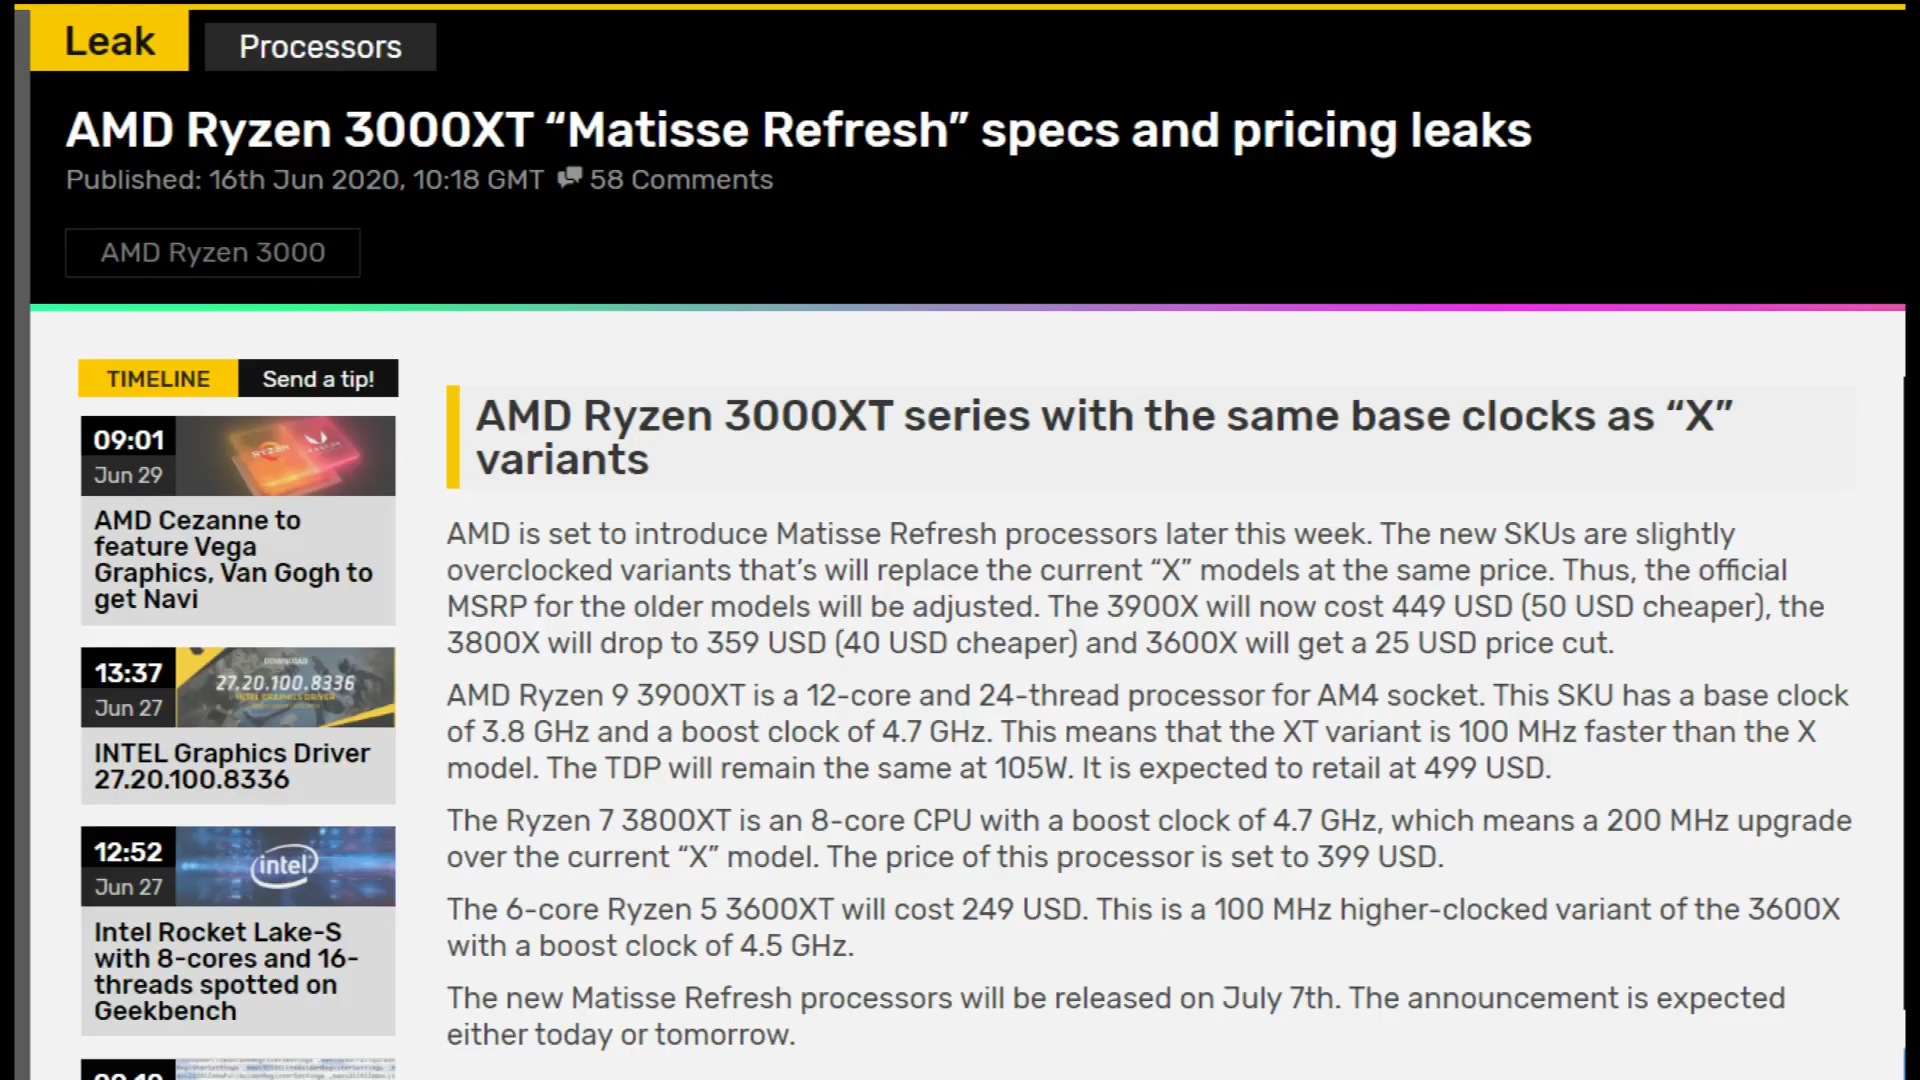 Leak
Processors
AMD Ryzen 3000XT “Matisse Refresh” specs and pricing leaks
Published: 16th Jun 2020, 10:18 GMT 58 Comments
AMD Ryzen 3000
TIMELINE
Send a tip!
09:01
Jun 29
RYZEN
AMD Cezanne to
feature Vega
Graphics, Van Gogh to
get Navi
13:37
Jun 27
DOWNLOAD
27.20.100.8336
INTEL GRAPHICS DRIVER
INTEL Graphics Driver
27.20.100.8336
12:52
Jun 27
intel
Intel Rocket Lake-S
with 8-cores and 16-
threads spotted on
Geekbench
AMD Ryzen 3000XT series with the same base clocks as “X”
variants
AMD is set to introduce Matisse Refresh processors later this week. The new SKUs are slightly
overclocked variants that’s will replace the current “X” models at the same price. Thus, the official
MSRP for the older models will be adjusted. The 3900X will now cost 449 USD (50 USD cheaper), the
3800X will drop to 359 USD (40 USD cheaper) and 3600X will get a 25 USD price cut.
AMD Ryzen 9 3900XT is a 12-core and 24-thread processor for AM4 socket. This SKU has a base clock
of 3.8 GHz and a boost clock of 4.7 GHz. This means that the XT variant is 100 MHz faster than the X
model. The TDP will remain the same at 105W. It is expected to retail at 499 USD.
The Ryzen 7 3800XT is an 8-core CPU with a boost clock of 4.7 GHz, which means a 200 MHz upgrade
over the current “X” model. The price of this processor is set to 399 USD.
The 6-core Ryzen 5 3600XT will cost 249 USD. This is a 100 MHz higher-clocked variant of the 3600X
with a boost clock of 4.5 GHz.
The new Matisse Refresh processors will be released on July 7th. The announcement is expected
either today or tomorrow.